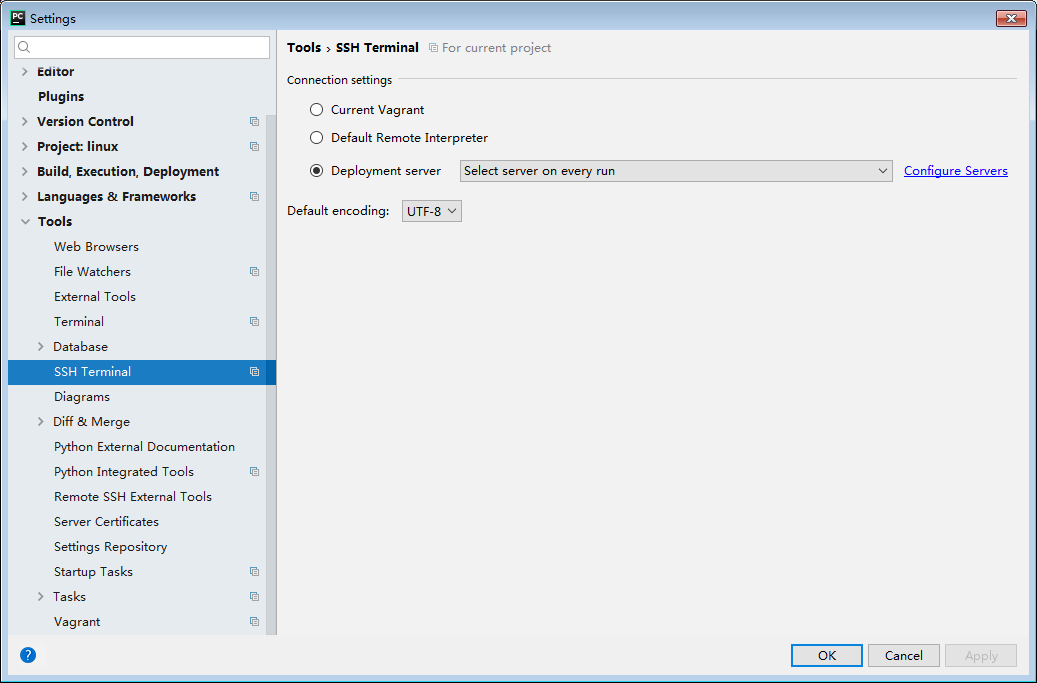 PC Settings
Editor
Plugins
Version Control
Project: linux
Build, Execution, Deployment
Languages & Frameworks
Tools
Web Browsers
File Watchers
External Tools
Terminal
Database
SSH Terminal
Diagrams
Diff & Merge
Python External Documentation
Python Integrated Tools
Remote SSH External Tools
Server Certificates
Settings Repository
Startup Tasks
Tasks
Vagrant
Tools › SSH Terminal For current project
Connection settings
Current Vagrant
Default Remote Interpreter
Deployment server Select server on every run Configure Servers
Default encoding: UTF-8
? OK Cancel Apply